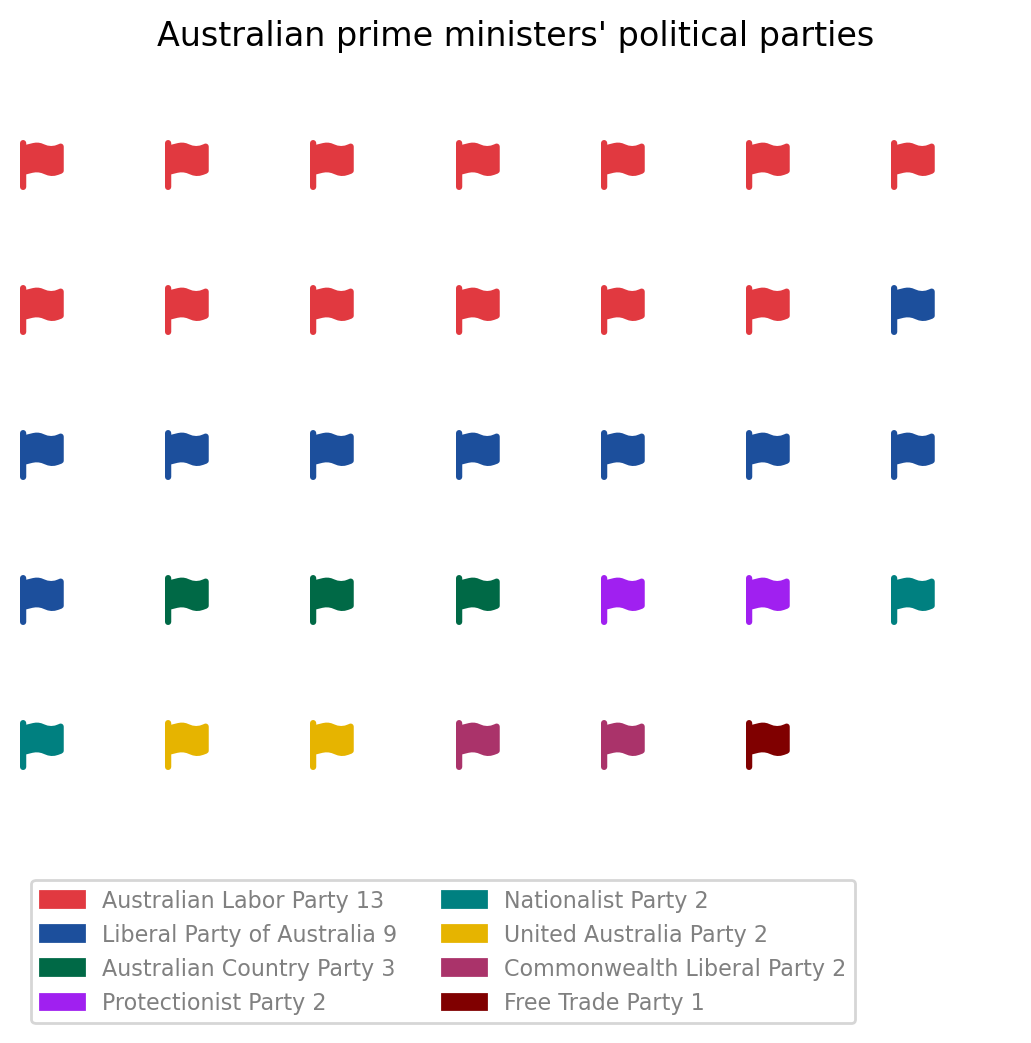 Australian prime ministers' political parties
Australian Labor Party 13
Liberal Party of Australia 9
Australian Country Party 3
Protectionist Party 2
Nationalist Party 2
United Australia Party 2
Commonwealth Liberal Party 2
Free Trade Party 1